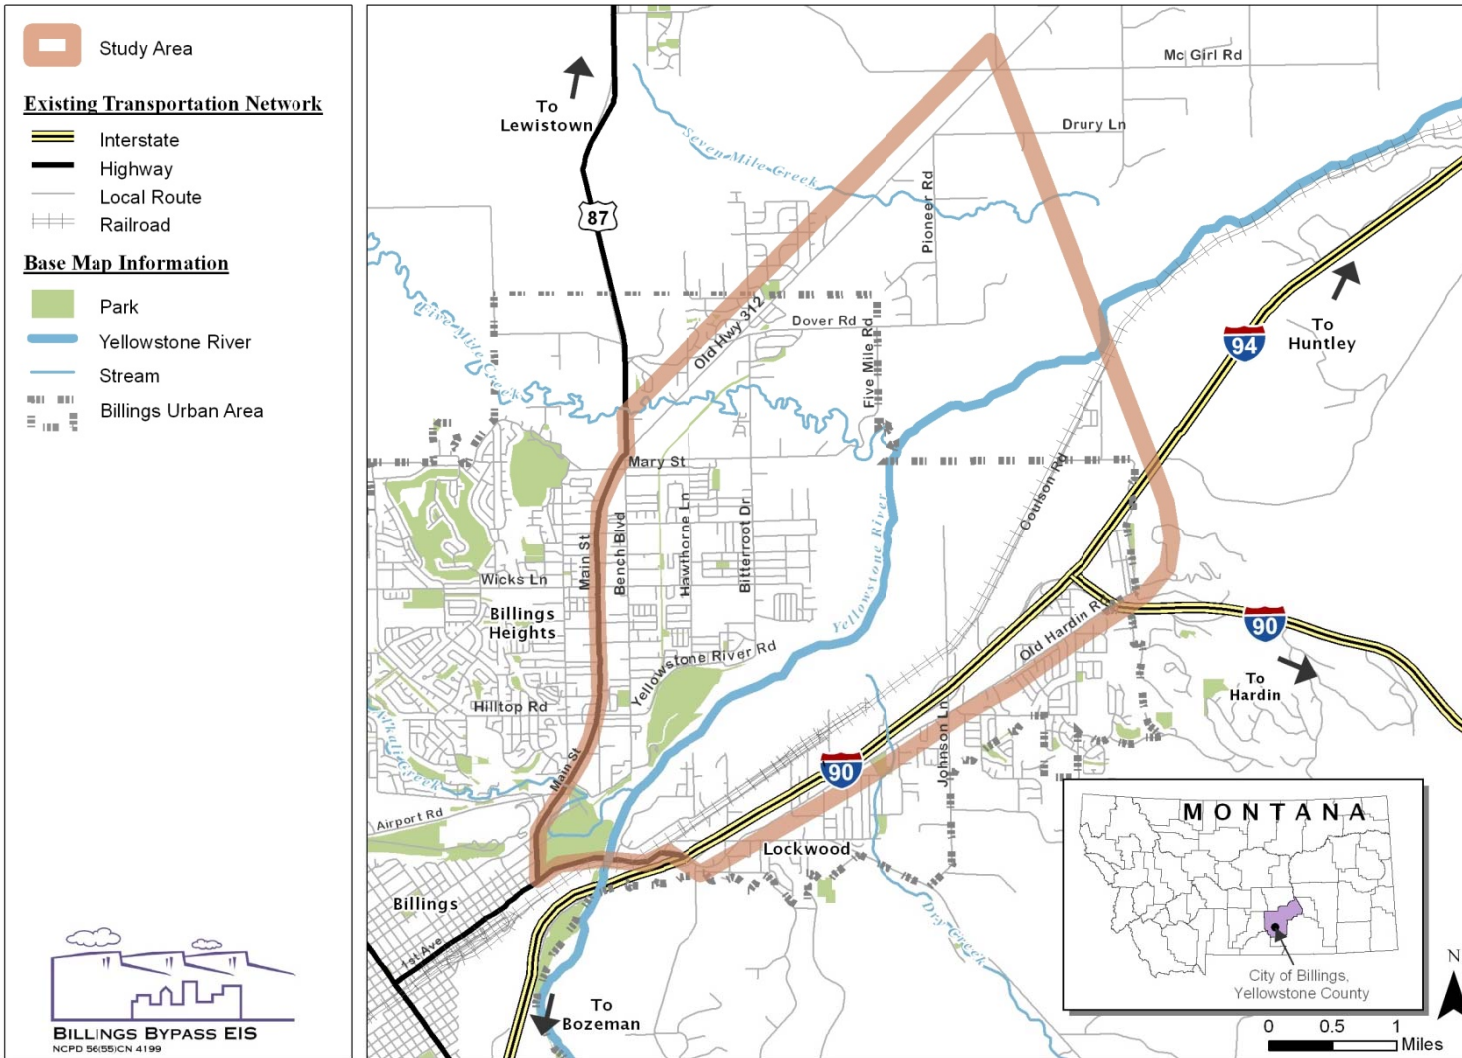 Study Area
Existing Transportation Network
Interstate
Highway
Local Route
Railroad
Base Map Information
Park
Yellowstone River
Stream
Billings Urban Area
BILLINGS BYPASS EIS
NCPD 56(55)CN 4199
Mc Girl Rd
To
Lewistown
Drury Ln
Seven Mile Creek
Pioneer Rd
87
Five Mile Creek
Old Hwy 312
Dover Rd
Five Mile Rd
94
To
Huntley
Mary St
Coulson Rd
Main St
Bench Blvd
Hawthorne Ln
Bitterroot Dr
Yellowstone River
Wicks Ln
Billings
Heights
Old Hardin Rd
90
Yellowstone River Rd
To
Hardin
Hilltop Rd
Johnson Ln
Alkali Creek
Main St
90
Airport Rd
Lockwood
Billings
1st Ave
Dry Creek
To
Bozeman
MONTANA
City of Billings,
Yellowstone County
N
0 0.5 1
Miles